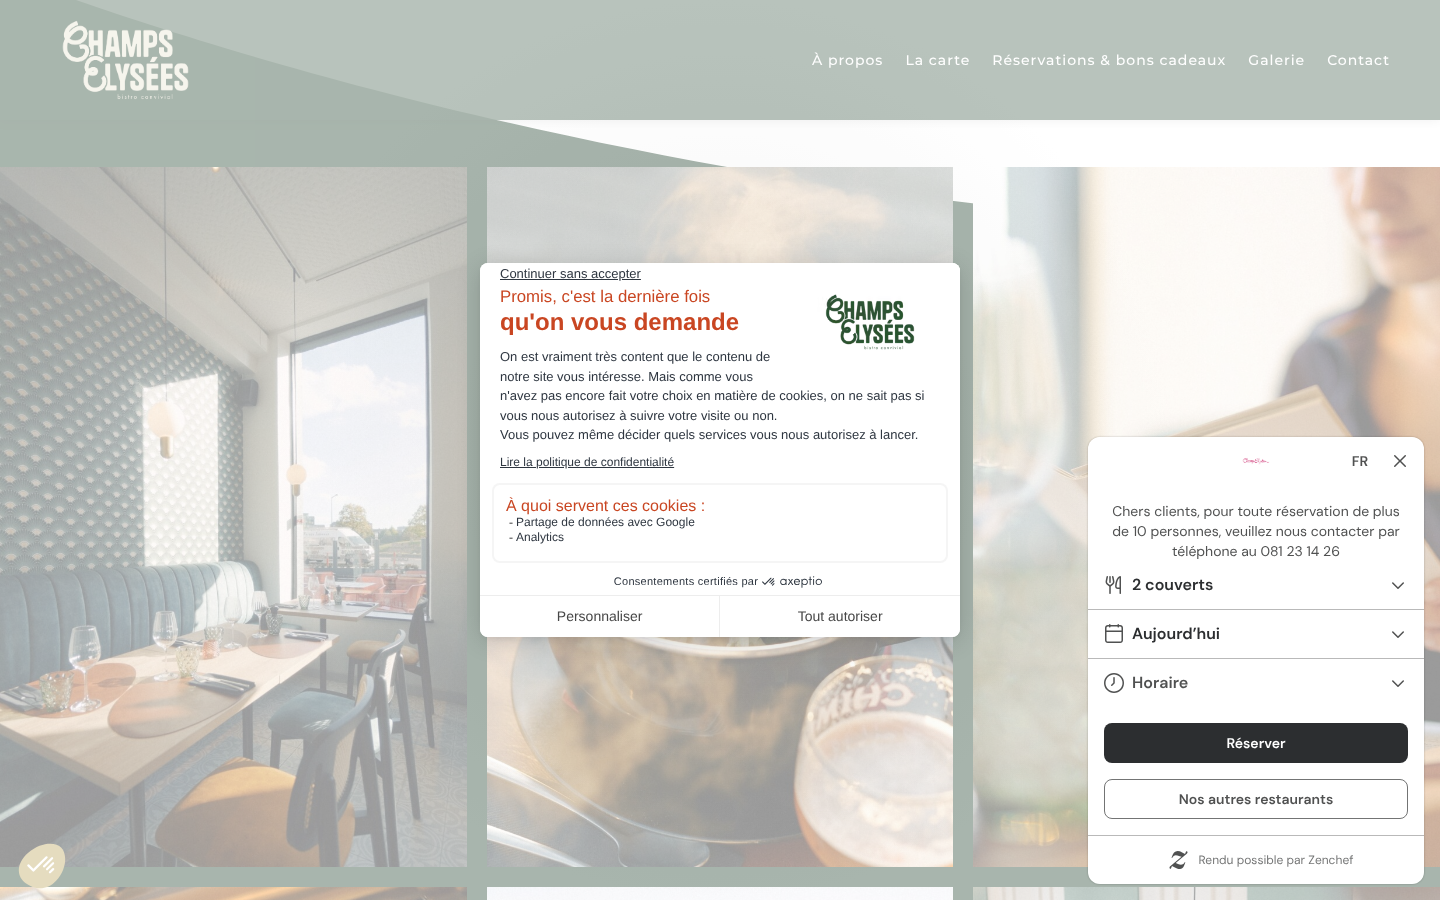 CHAMPS
ELYSÉES
bistro convivial
À propos
La carte
Réservations & bons cadeaux
Galerie
Contact
Continuer sans accepter
Promis, c'est la dernière fois
qu'on vous demande
CHAMPS
ELYSÉES
bistro convivial
On est vraiment très content que le contenu de
notre site vous intéresse. Mais comme vous
n'avez pas encore fait votre choix en matière de cookies, on ne sait pas si
vous nous autorisez à suivre votre visite ou non.
Vous pouvez même décider quels services vous nous autorisez à lancer.
Lire la politique de confidentialité
À quoi servent ces cookies :
- Partage de données avec Google
- Analytics
Consentements certifiés par axeptio
Personnaliser
Tout autoriser
FR
Chers clients, pour toute réservation de plus
de 10 personnes, veuillez nous contacter par
téléphone au 081 23 14 26
2 couverts
Aujourd’hui
Horaire
Réserver
Nos autres restaurants
Rendu possible par Zenchef